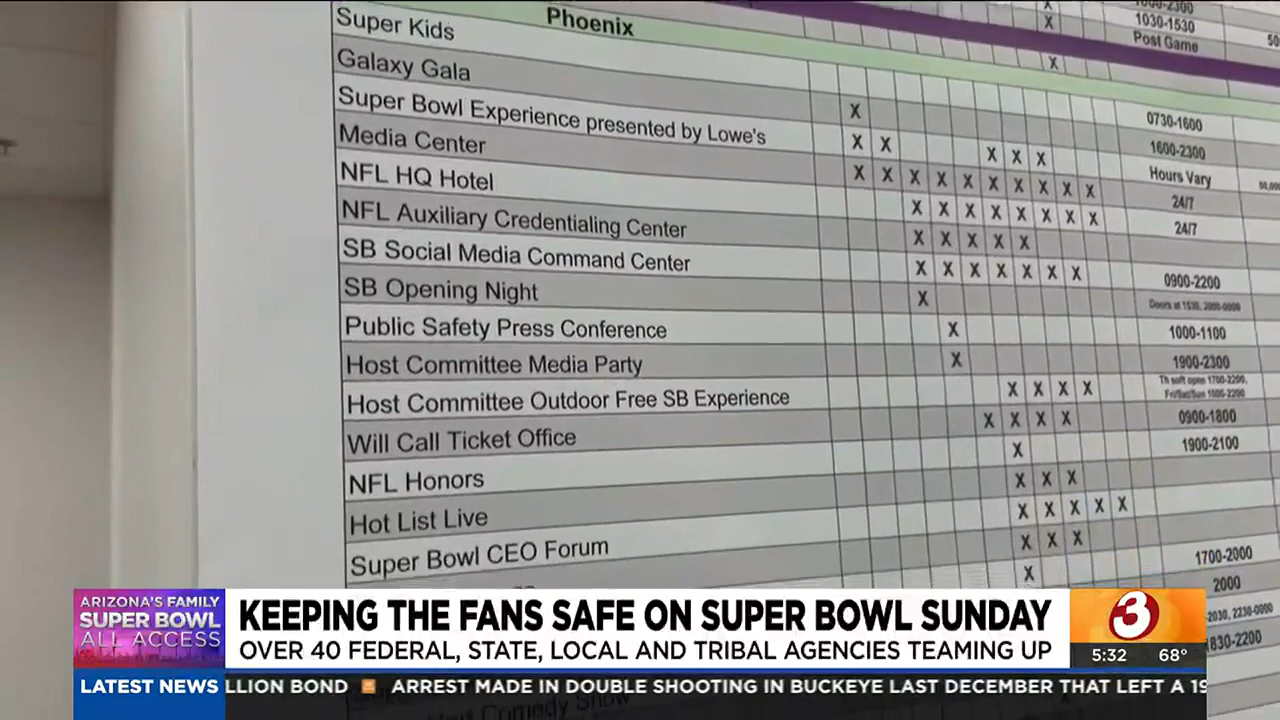 1030-1530
Post Game
Phoenix
Super Kids
Galaxy Gala
X 0730-1600
Super Bowl Experience presented by Lowe's
X X X X X 1600-2300
Media Center
X X X X X X X X X X Hours Vary
NFL HQ Hotel
X X X X X X X X 24/7
NFL Auxiliary Credentialing Center
X X X X X 24/7
SB Social Media Command Center
X X X X X X X 0900-2200
SB Opening Night
X
Public Safety Press Conference
X 1000-1100
Host Committee Media Party
X 1900-2300
Host Committee Outdoor Free SB Experience
X X X X
Will Call Ticket Office
X X X X 0900-1800
X 1900-2100
NFL Honors
X X X
Hot List Live
X X X X X
Super Bowl CEO Forum
X X X
X 1700-2000
2000
2030, 2230-0000
1830-2200
ARIZONA'S FAMILY
SUPER BOWL
ALL ACCESS
KEEPING THE FANS SAFE ON SUPER BOWL SUNDAY
OVER 40 FEDERAL, STATE, LOCAL AND TRIBAL AGENCIES TEAMING UP
3
5:32 68°
LATEST NEWS LLION BOND ARREST MADE IN DOUBLE SHOOTING IN BUCKEYE LAST DECEMBER THAT LEFT A 19